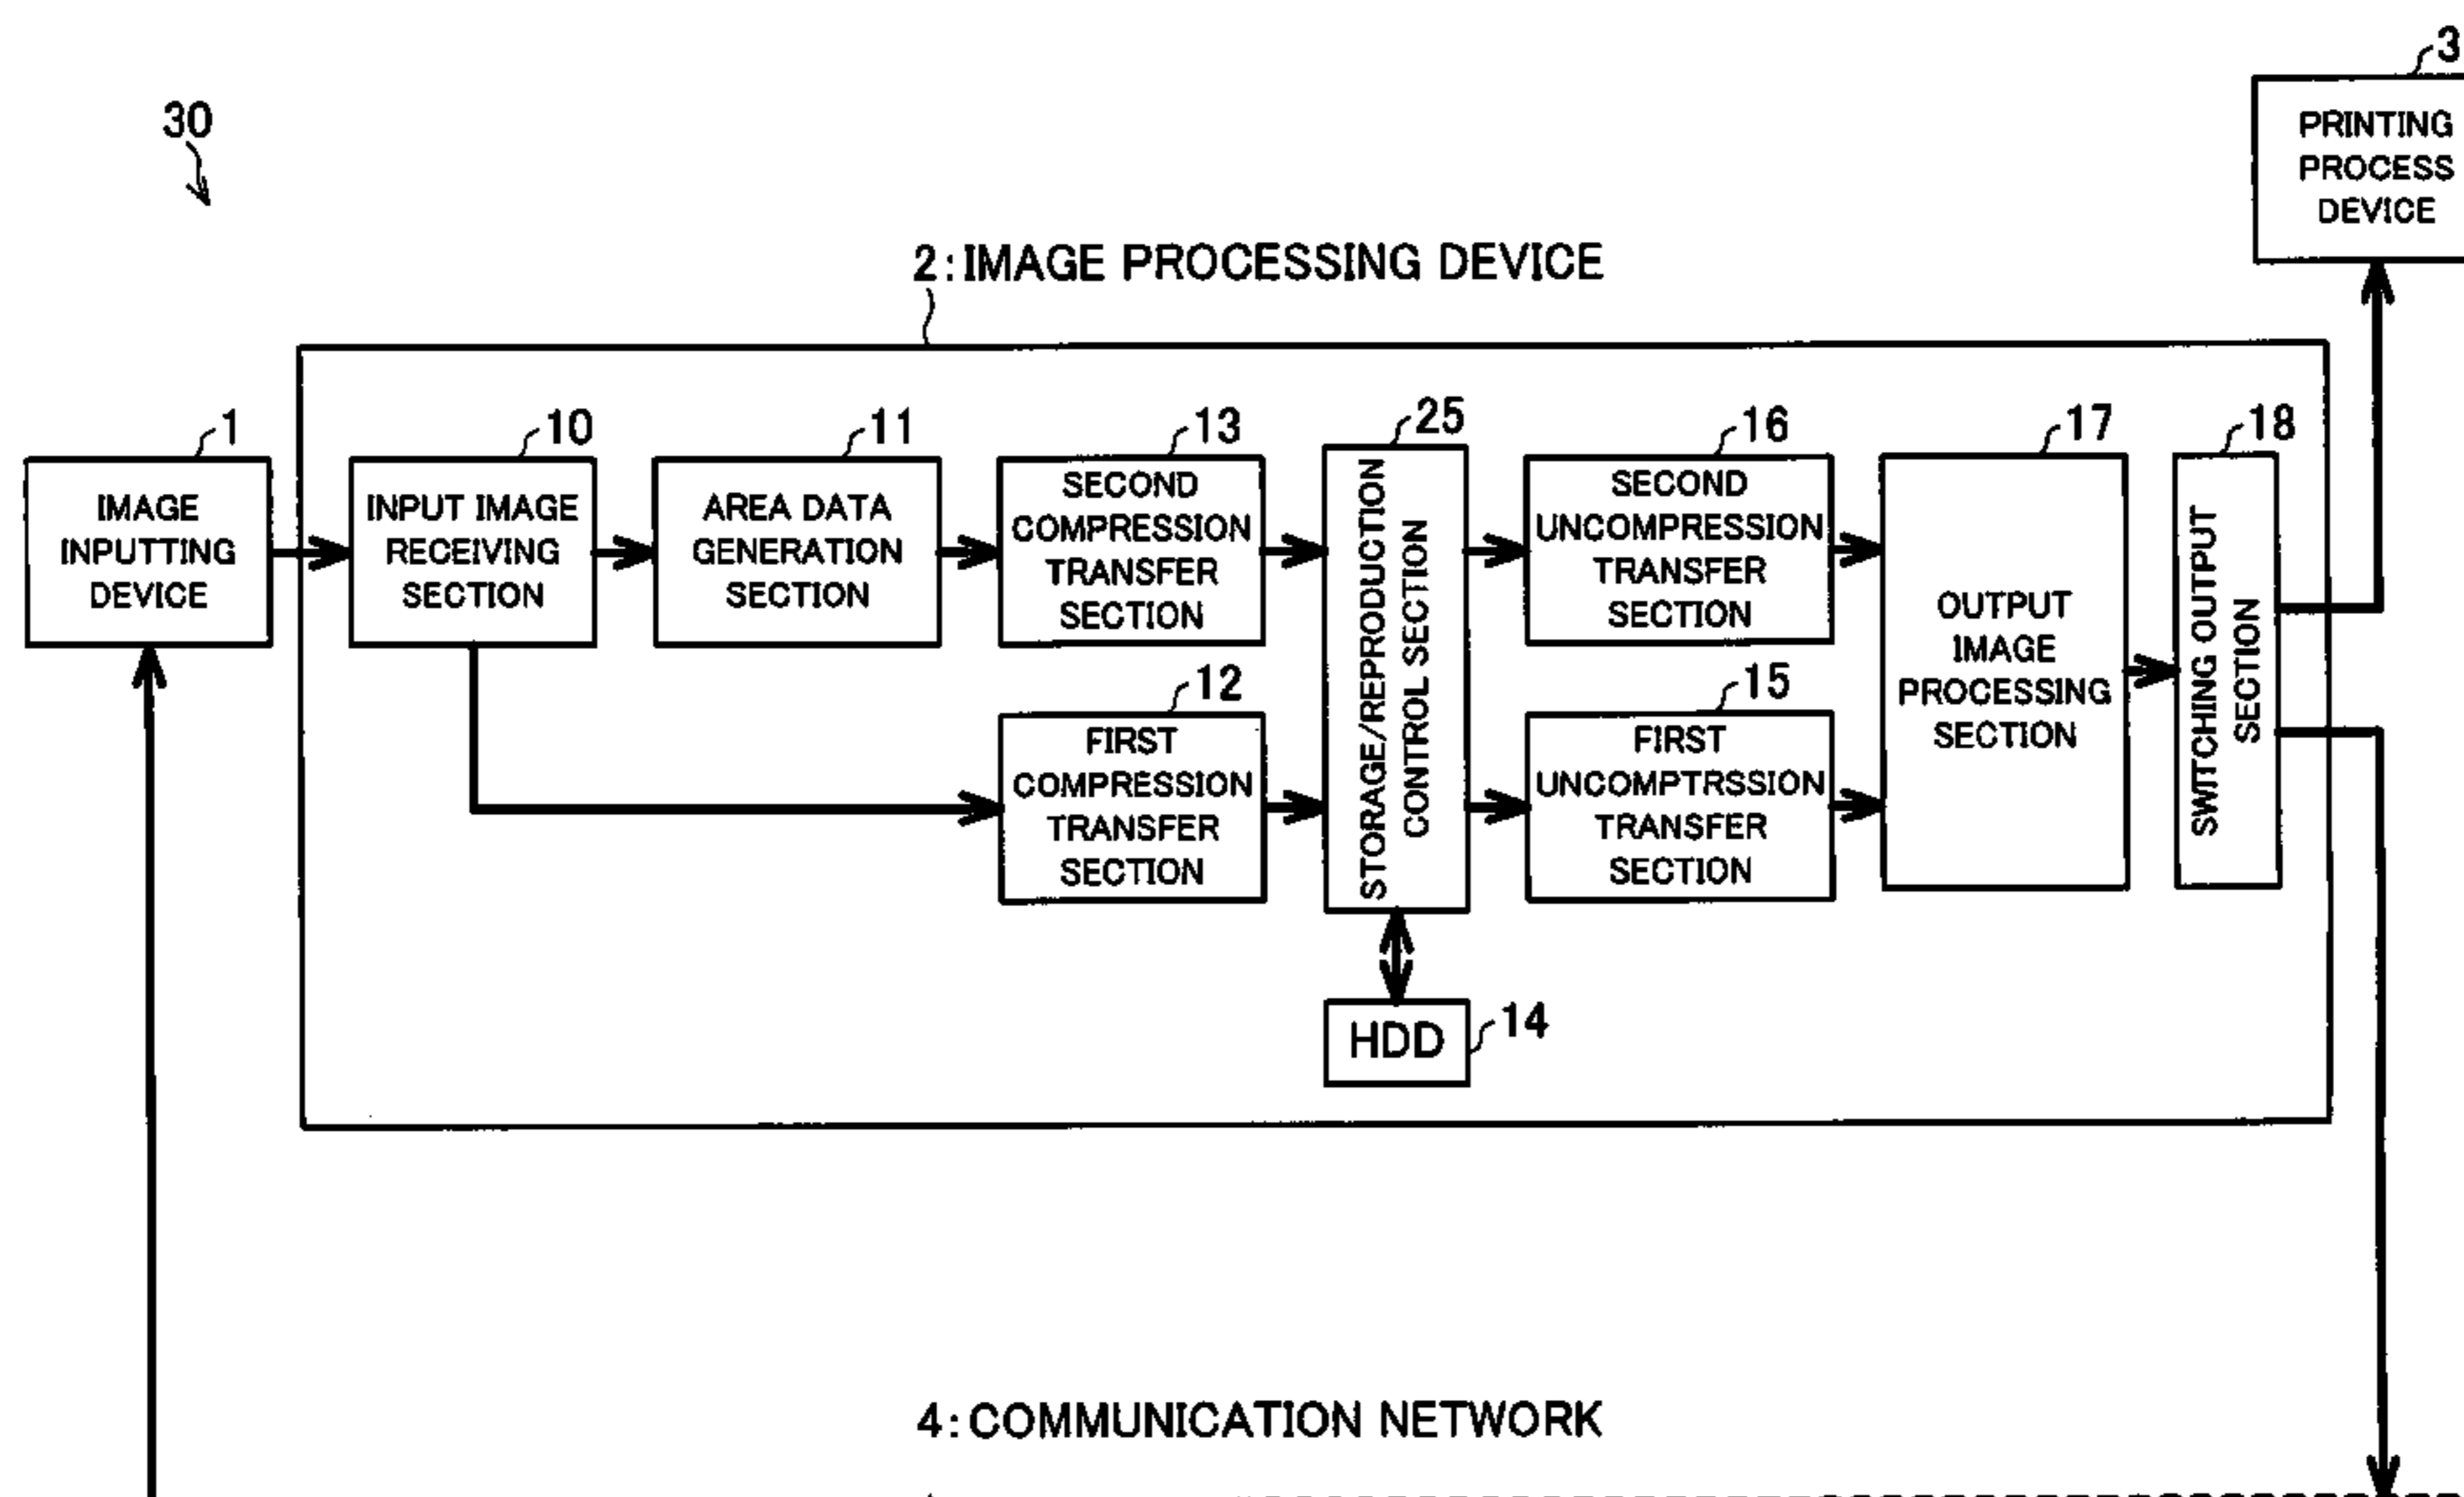 3
PRINTING
PROCESS
DEVICE
30
2:IMAGE PROCESSING DEVICE
1
IMAGE
INPUTTING
DEVICE
10
INPUT IMAGE
RECEIVING
SECTION
11
AREA DATA
GENERATION
SECTION
13
SECOND
COMPRESSION
TRANSFER
SECTION
12
FIRST
COMPRESSION
TRANSFER
SECTION
25
STORAGE/REPRODUCTION
CONTROL SECTION
HDD
14
16
SECOND
UNCOMPRESSION
TRANSFER
SECTION
15
FIRST
UNCOMPTRSSION
TRANSFER
SECTION
17
OUTPUT
IMAGE
PROCESSING
SECTION
18
SWITCHING OUTPUT
SECTION
4:COMMUNICATION NETWORK